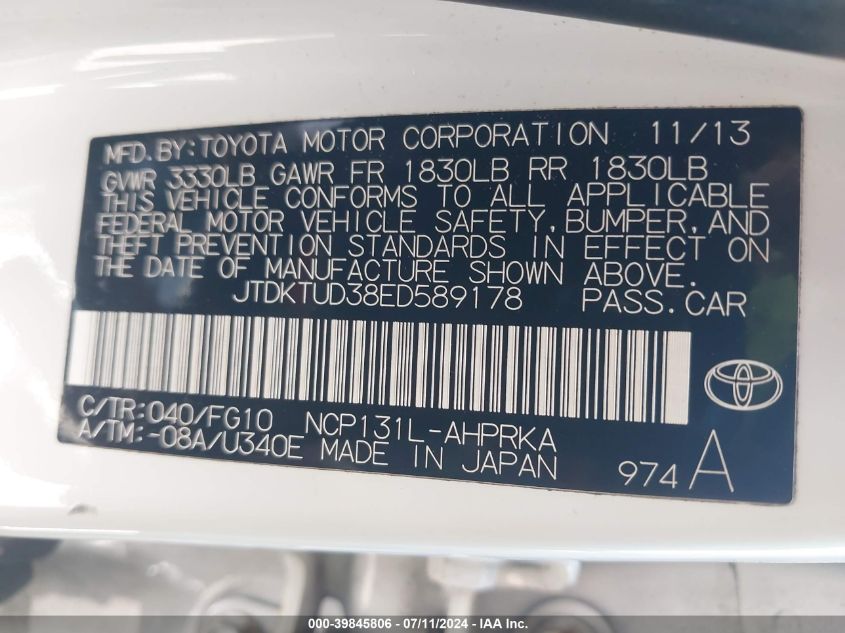 MFD.BY:TOYOTA MOTOR CORPORATION 11/13
GVWR 3330LB GAWR FR 1830LB RR 1830LB
THIS VEHICLE CONFORMS TO ALL APPLICABLE
FEDERAL MOTOR VEHICLE SAFETY,BUMPER,AND
THEFT PREVENTION STANDARDS IN EFFECT ON
THE DATE OF MANUFACTURE SHOWN ABOVE.
JTDKTUD38ED589178 PASS.CAR
C/TR:040/FG10 NCP131L-AHPRKA
A/TM:-08A/U340E MADE IN JAPAN 974 A
000-39845806 / 07/11/2024 / IAA Inc.